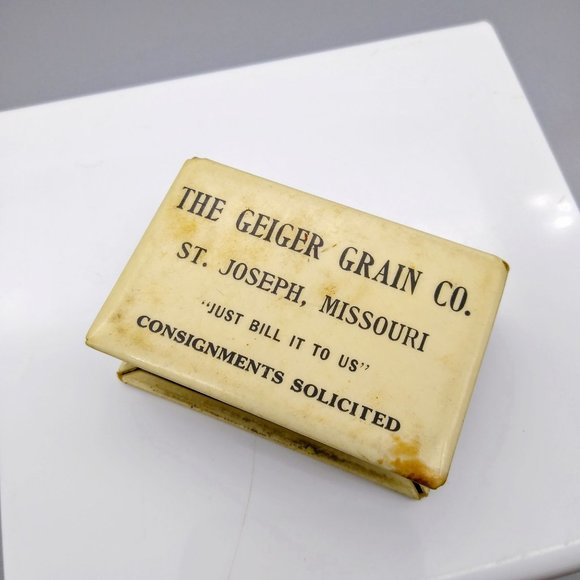 THE GEIGER GRAIN CO.
ST. JOSEPH, MISSOURI
"JUST BILL IT TO US"
CONSIGNMENTS SOLICITED